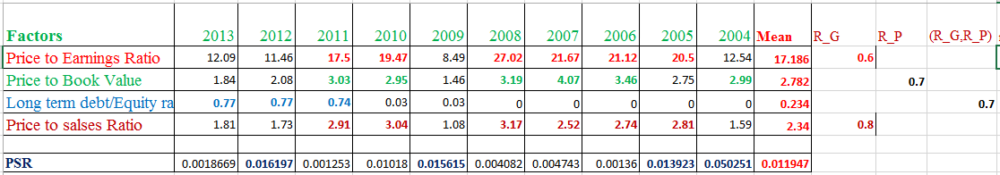 Factors 2013 2012 2011 2010 2009 2008 2007 2006 2005 2004 Mean R_G R_P (R_G,R_P)
Price to Earnings Ratio 12.09 11.46 17.5 19.47 8.49 27.02 21.67 21.12 20.5 12.54 17.186 0.6
Price to Book Value 1.84 2.08 3.03 2.95 1.46 3.19 4.07 3.46 2.75 2.99 2.782 0.7
Long term debt/Equity ra 0.77 0.77 0.74 0.03 0.03 0 0 0 0 0 0.234 0.7
Price to salses Ratio 1.81 1.73 2.91 3.04 1.08 3.17 2.52 2.74 2.81 1.59 2.34 0.8
PSR 0.0018669 0.016197 0.001253 0.01018 0.015615 0.004082 0.004743 0.00136 0.013923 0.050251 0.011947